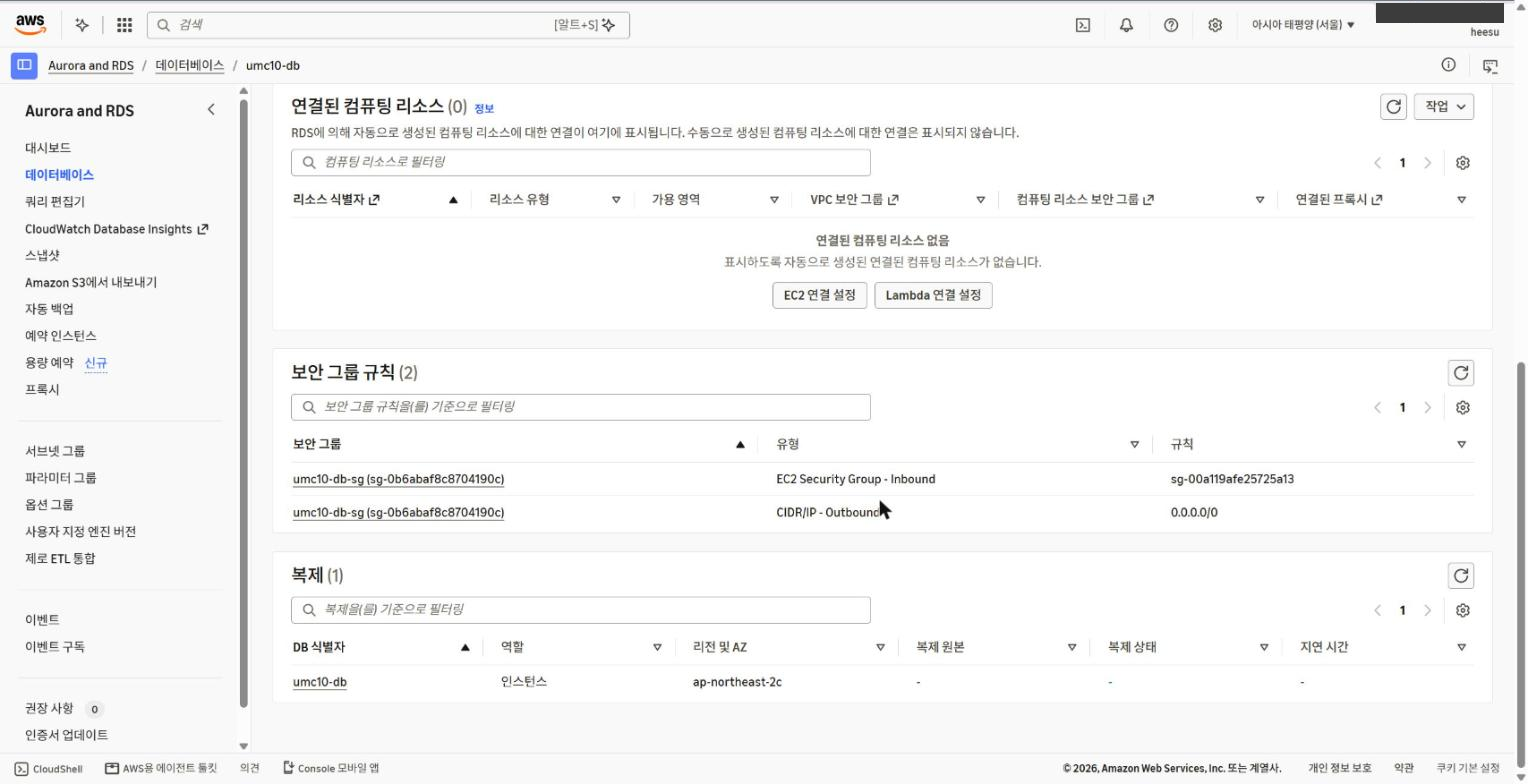 aws
검색 [알트+S]
아시아 태평양 (서울) ▼
heesu
Aurora and RDS / 데이터베이스 / umc10-db
Aurora and RDS
대시보드
데이터베이스
쿼리 편집기
CloudWatch Database Insights
스냅샷
Amazon S3에서 내보내기
자동 백업
예약 인스턴스
용량 예약 신규
프록시
서브넷 그룹
파라미터 그룹
옵션 그룹
사용자 지정 엔진 버전
제로 ETL 통합
이벤트
이벤트 구독
권장 사항 0
인증서 업데이트
연결된 컴퓨팅 리소스 (0) 정보
작업
RDS에 의해 자동으로 생성된 컴퓨팅 리소스에 대한 연결이 여기에 표시됩니다. 수동으로 생성된 컴퓨팅 리소스에 대한 연결은 표시되지 않습니다.
컴퓨팅 리소스로 필터링
1
리소스 식별자 리소스 유형 가용 영역 VPC 보안 그룹 컴퓨팅 리소스 보안 그룹 연결된 프록시
연결된 컴퓨팅 리소스 없음
표시하도록 자동으로 생성된 연결된 컴퓨팅 리소스가 없습니다.
EC2 연결 설정 Lambda 연결 설정
보안 그룹 규칙 (2)
보안 그룹 규칙을(를) 기준으로 필터링
1
보안 그룹 유형 규칙
umc10-db-sg (sg-0b6abaf8c8704190c) EC2 Security Group - Inbound sg-00a119afe25725a13
umc10-db-sg (sg-0b6abaf8c8704190c) CIDR/IP - Outbound 0.0.0.0/0
복제 (1)
복제을(를) 기준으로 필터링
1
DB 식별자 역할 리전 및 AZ 복제 원본 복제 상태 지연 시간
umc10-db 인스턴스 ap-northeast-2c - - -
CloudShell AWS용 에이전트 툴킷 의견 Console 모바일 앱
© 2026, Amazon Web Services, Inc. 또는 계열사. 개인 정보 보호 약관 쿠키 기본 설정